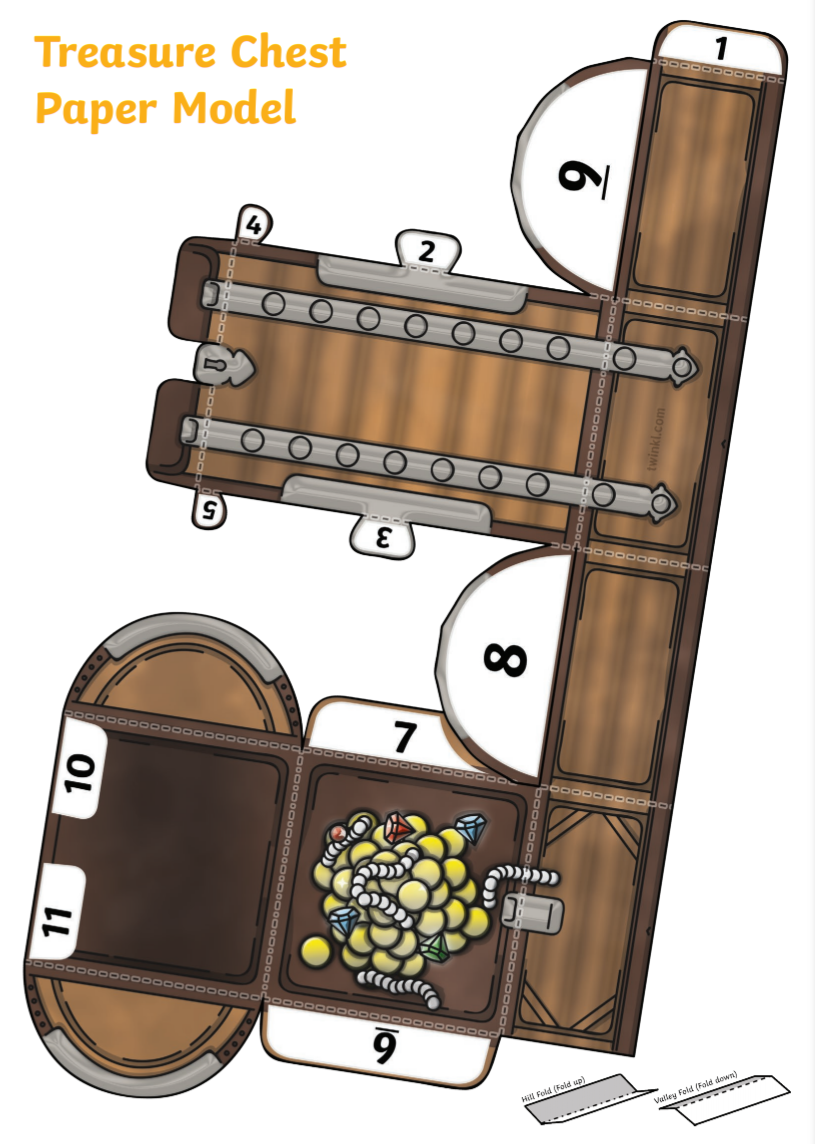 Treasure Chest
Paper Model
1
9
4
2
twinkl.com
5
3
8
7
10
11
6
Hill Fold (Fold up)
Valley Fold (Fold down)